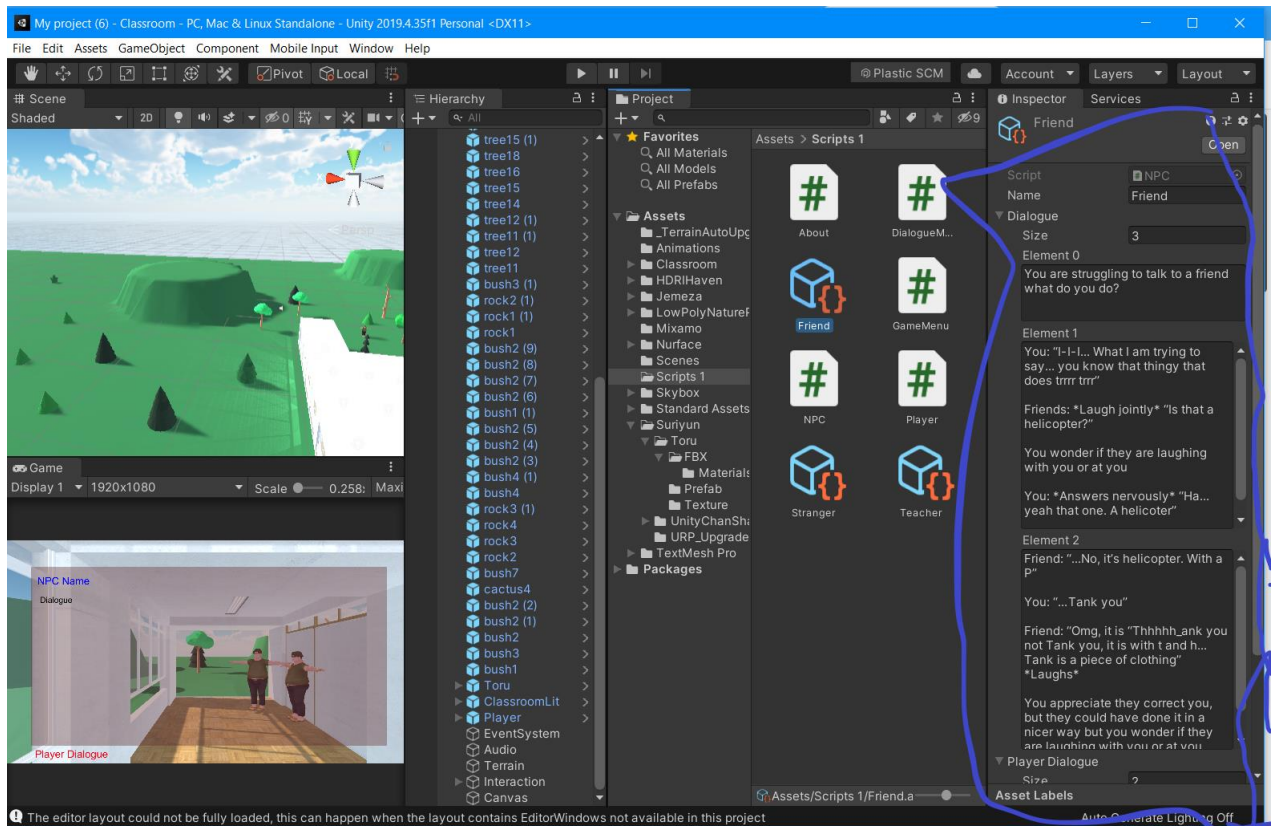 My project (6) - Classroom - PC, Mac & Linux Standalone - Unity 2019.4.35f1 Personal <DX11>
File Edit Assets GameObject Component Mobile Input Window Help
Pivot Local Plastic SCM Account Layers Layout
Scene
Shaded 2D 0
Persp
x
y
Game
Display 1 1920x1080 Scale 0.258: Maxi
NPC Name
Dialogue
Player Dialogue
Hierarchy
All
tree15 (1)
tree18
tree16
tree15
tree14
tree12 (1)
tree11 (1)
tree12
tree11
bush3 (1)
rock2 (1)
rock1 (1)
rock1
bush2 (9)
bush2 (8)
bush2 (7)
bush2 (6)
bush1 (1)
bush2 (5)
bush2 (4)
bush2 (3)
bush4 (1)
bush4
rock3 (1)
rock4
rock3
rock2
bush7
cactus4
bush2 (2)
bush2 (1)
bush2
bush3
bush1
Toru
ClassroomLit
Player
EventSystem
Audio
Terrain
Interaction
Canvas
Project
9
Favorites
All Materials
All Models
All Prefabs
Assets
_TerrainAutoUpg
Animations
Classroom
HDRIHaven
Jemeza
LowPolyNatureF
Mixamo
Nurface
Scenes
Scripts 1
Skybox
Standard Assets
Suriyun
Toru
FBX
Materials
Prefab
Texture
UnityChanSha
URP_Upgrade
TextMesh Pro
Packages
Assets > Scripts 1
About DialogueM...
Friend GameMenu
NPC Player
Stranger Teacher
Assets/Scripts 1/Friend.a
Inspector Services
Friend
Open
Script NPC
Name Friend
Dialogue
Size 3
Element 0
You are struggling to talk to a friend
what do you do?
Element 1
You: "I-I-I... What I am trying to
say... you know that thingy that
does trrrr trrr"
Friends: *Laugh jointly* "Is that a
helicopter?"
You wonder if they are laughing
with you or at you
You: *Answers nervously* "Ha...
yeah that one. A helicoter"
Element 2
Friend: "...No, it's helicopter. With a
P"
You: "...Tank you"
Friend: "Omg, it is "Thhhhh_ank you
not Tank you, it is with t and h...
Tank is a piece of clothing"
*Laughs*
You appreciate they correct you,
but they could have done it in a
nicer way but you wonder if they
are laughing with you or at you
Player Dialogue
Size 2
Asset Labels
The editor layout could not be fully loaded, this can happen when the layout contains EditorWindows not available in this project
Auto Generate Lighting Off